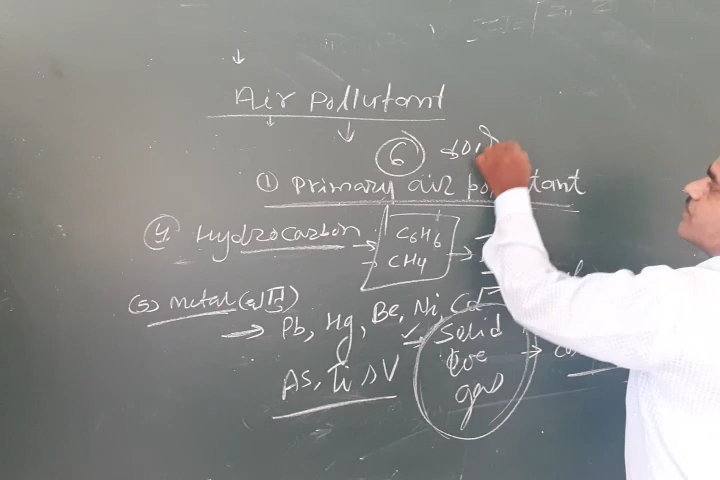 Air Pollutant
⑥
① Primary air pollutant
④. Hydrocarbon → C6H6
CH4 →
(5) Metal
→ Pb, Hg, Be, Ni, Cd
As, Ti, V
Solid
gas